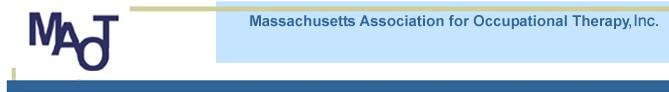 MAOT
Massachusetts Association for Occupational Therapy, Inc.